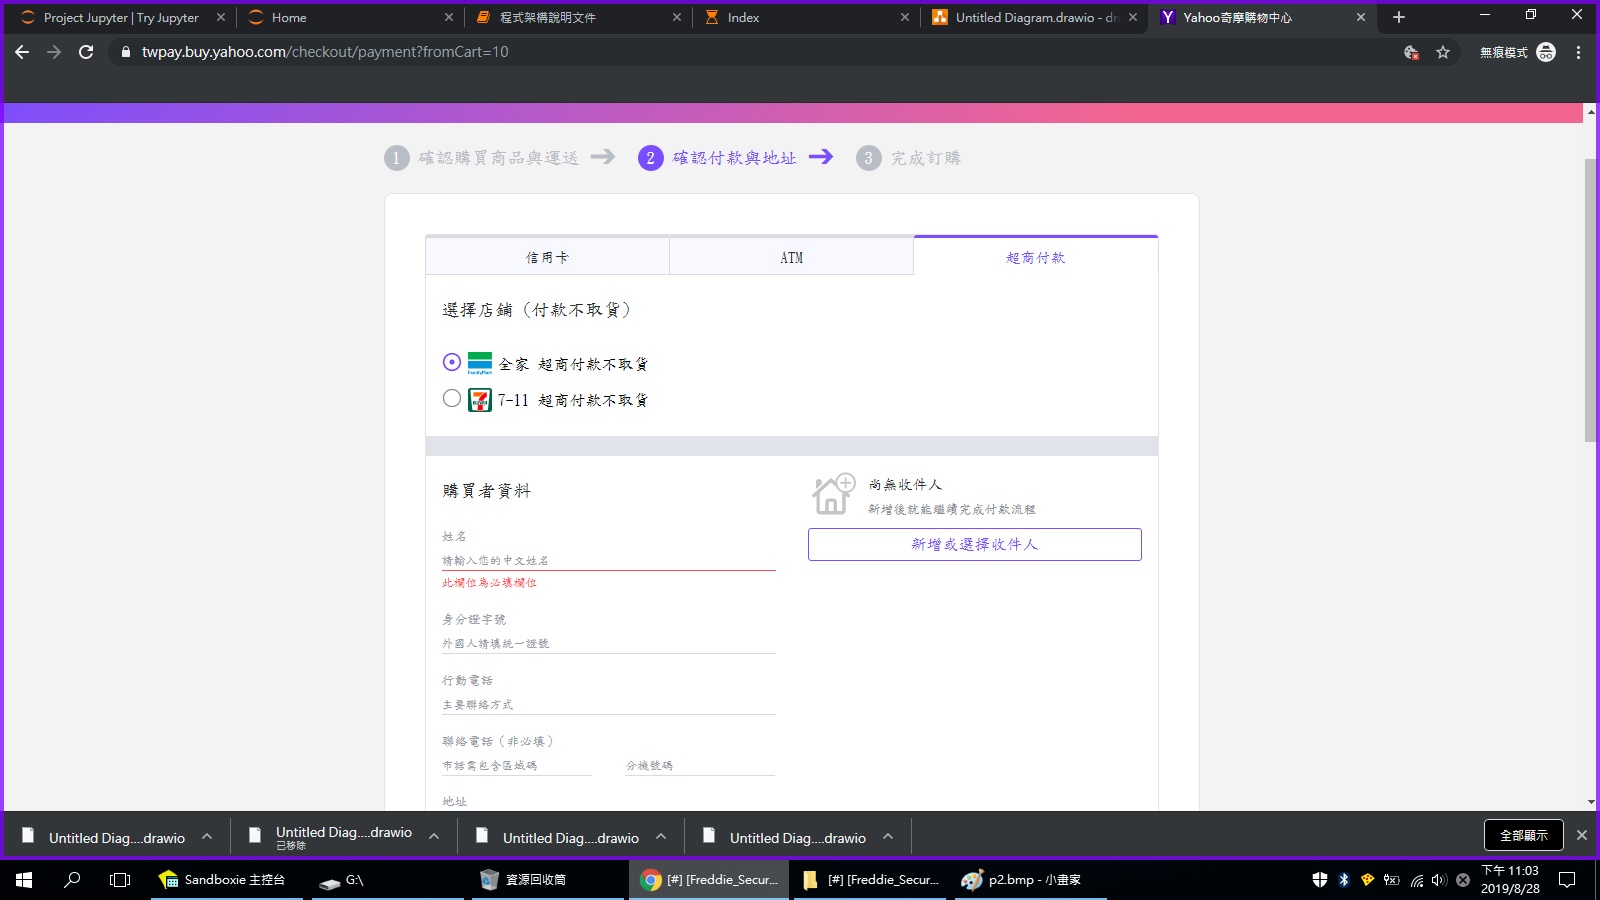 Project Jupyter | Try Jupyter
Home
程式架構說明文件
Index
Untitled Diagram.drawio - dr
Yahoo奇摩購物中心
twpay.buy.yahoo.com/checkout/payment?fromCart=10
無痕模式
1 確認購買商品與運送
2 確認付款與地址
3 完成訂購
信用卡
ATM
超商付款
選擇店鋪 (付款不取貨)
FamilyMart
全家 超商付款不取貨
7-ELEVEN
7-11 超商付款不取貨
購買者資料
尚無收件人
新增後就能繼續完成付款流程
新增或選擇收件人
姓名
請輸入您的中文姓名
此欄位為必填欄位
身分證字號
外國人請填統一證號
行動電話
主要聯絡方式
聯絡電話 (非必填)
市話需包含區域碼
分機號碼
地址
Untitled Diag....drawio
Untitled Diag....drawio
已移除
Untitled Diag....drawio
Untitled Diag....drawio
全部顯示
Sandboxie 主控台
G:\
資源回收筒
[#] [Freddie_Secur...
[#] [Freddie_Secur...
p2.bmp - 小畫家
下午 11:03
2019/8/28